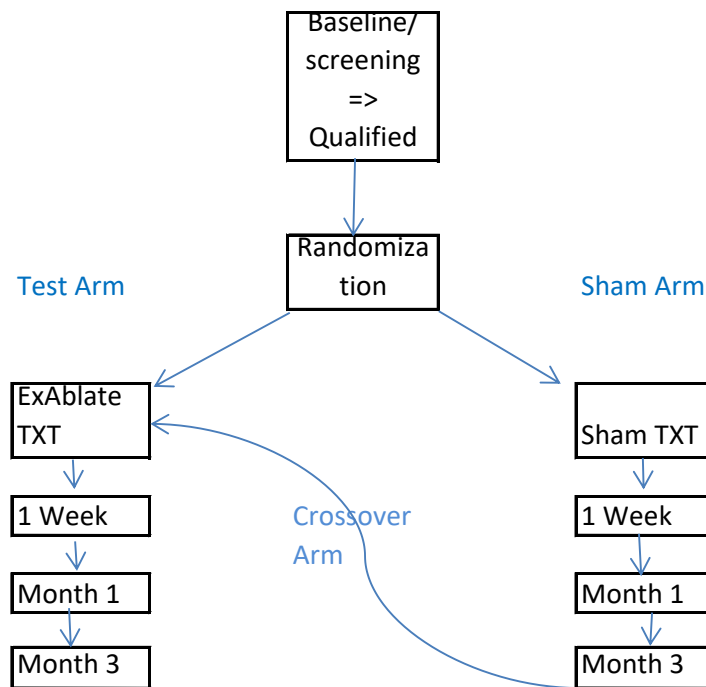 Baseline/
screening
=>
Qualified
Randomiza
tion
Test Arm
Sham Arm
ExAblate
TXT
Sham TXT
1 Week
1 Week
Crossover
Arm
Month 1
Month 1
Month 3
Month 3